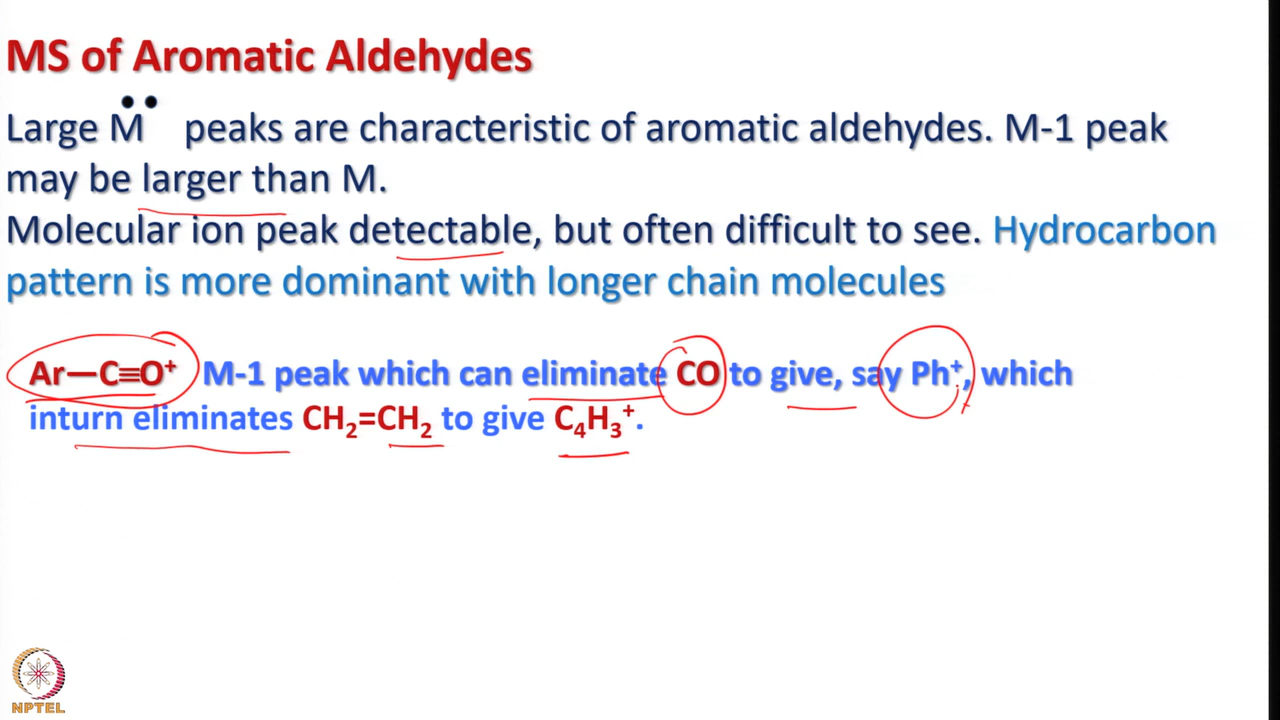 MS of Aromatic Aldehydes
Large M•• peaks are characteristic of aromatic aldehydes. M-1 peak
may be larger than M.
Molecular ion peak detectable, but often difficult to see. Hydrocarbon
pattern is more dominant with longer chain molecules
Ar—C≡O⁺ M-1 peak which can eliminate CO to give, say Ph⁺, which
inturn eliminates CH₂=CH₂ to give C₄H₃⁺.
NPTEL